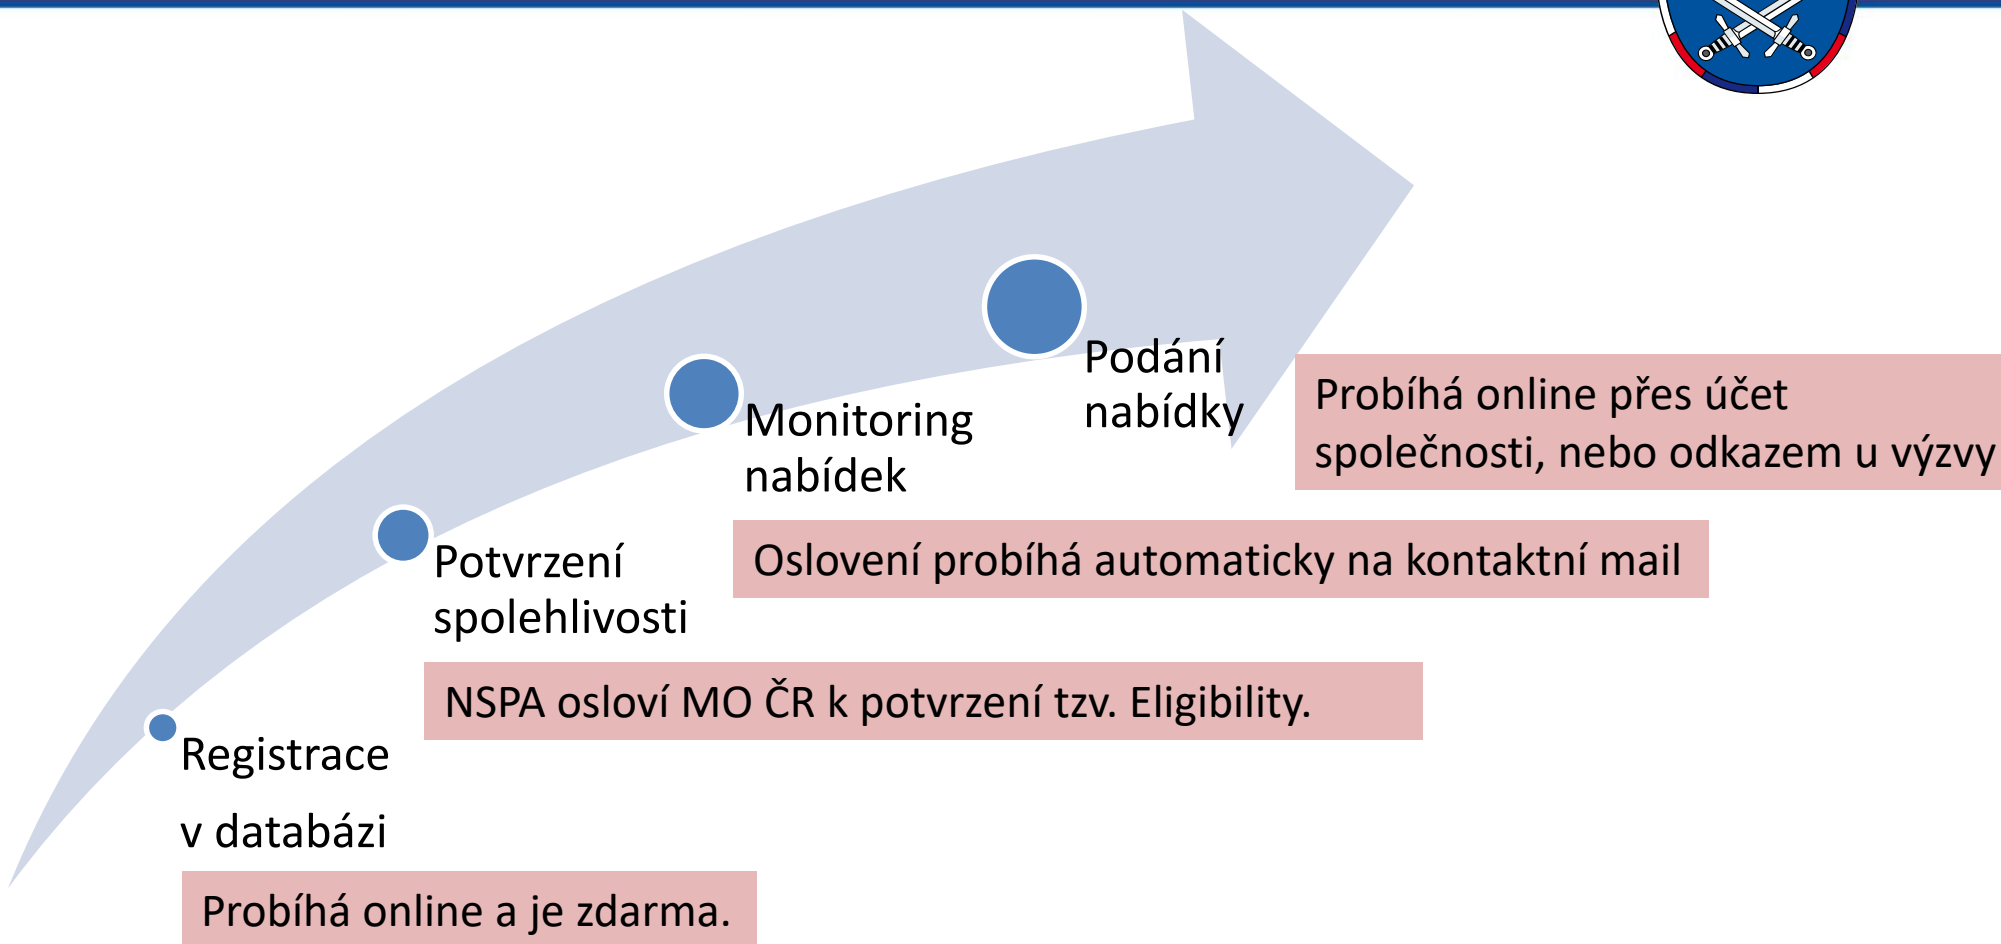 Registrace
v databázi
Probíhá online a je zdarma.
Potvrzení
spolehlivosti
NSPA osloví MO ČR k potvrzení tzv. Eligibility.
Monitoring
nabídek
Oslovení probíhá automaticky na kontaktní mail
Podání
nabídky
Probíhá online přes účet
společnosti, nebo odkazem u výzvy